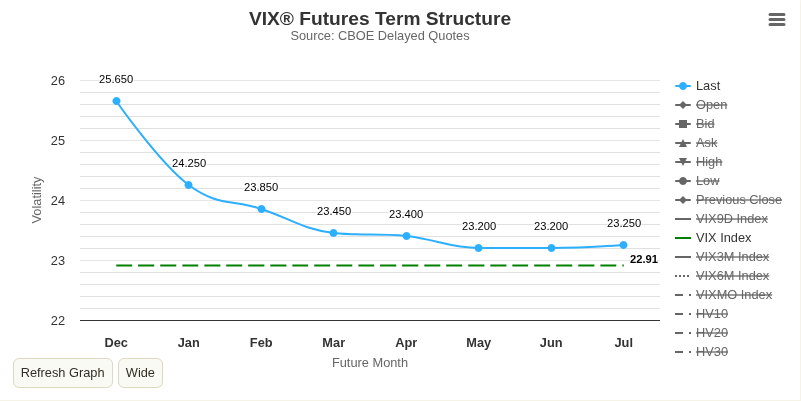 VIX® Futures Term Structure
Source: CBOE Delayed Quotes
26
25
24
23
22
Volatility
25.650
24.250
23.850
23.450
23.400
23.200
23.200
23.250
22.91
Dec Jan Feb Mar Apr May Jun Jul
Future Month
Last
Open
Bid
Ask
High
Low
Previous Close
VIX9D Index
VIX Index
VIX3M Index
VIX6M Index
VIXMO Index
HV10
HV20
HV30
Refresh Graph Wide